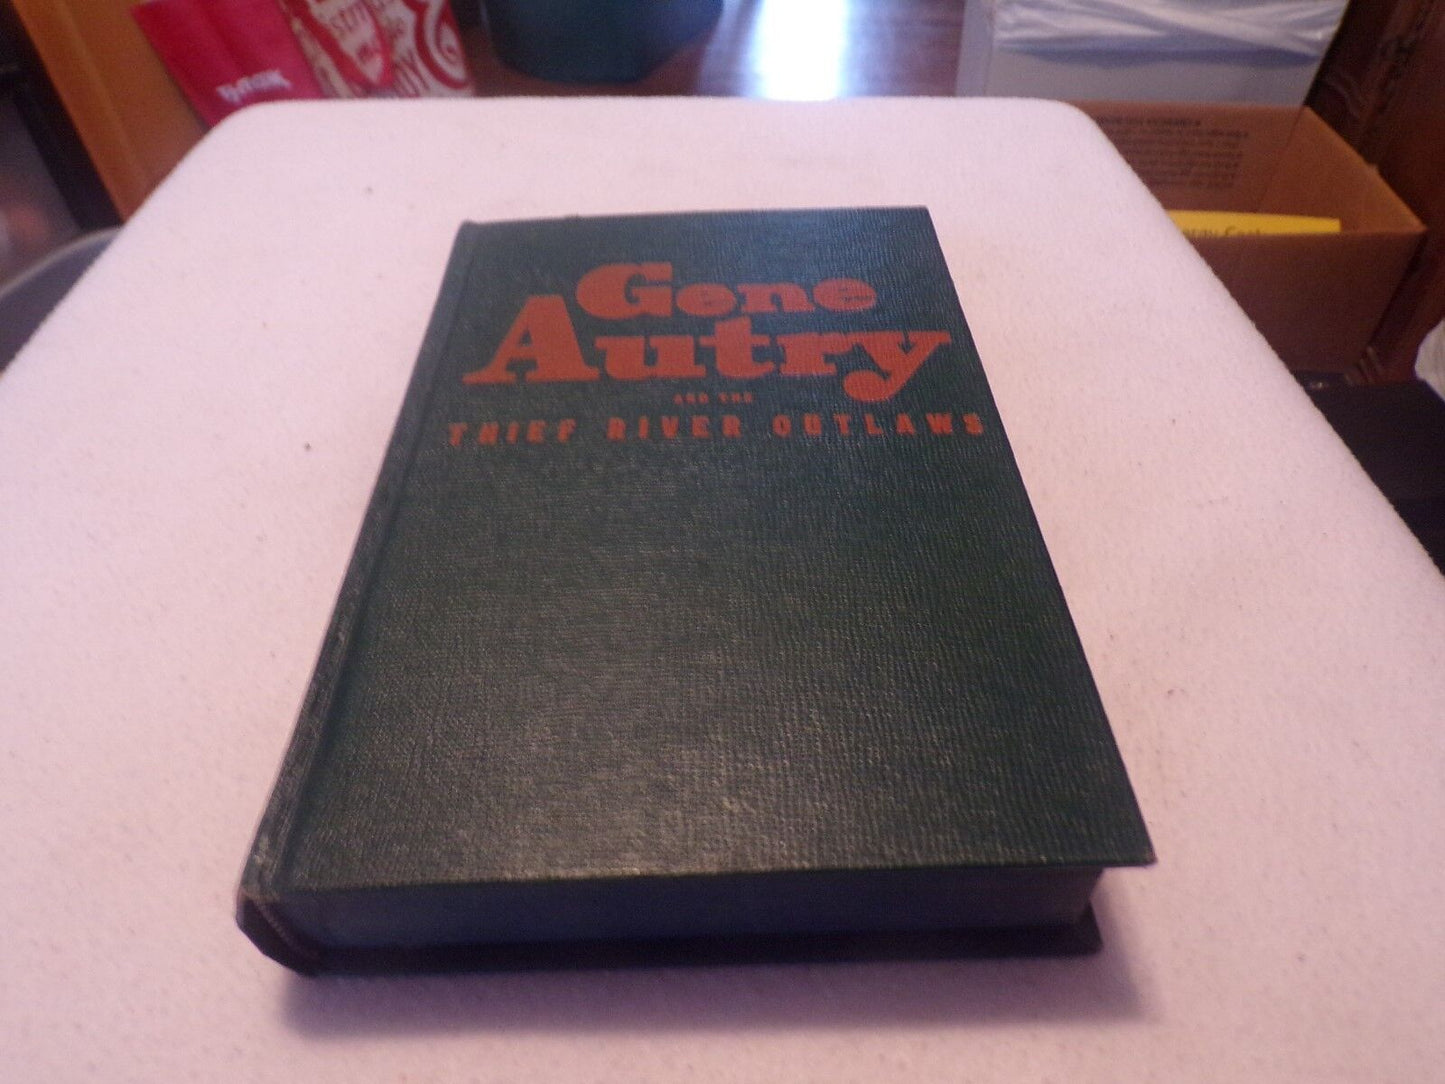 Gene
Autry
AND THE
THIEF RIVER OUTLAWS